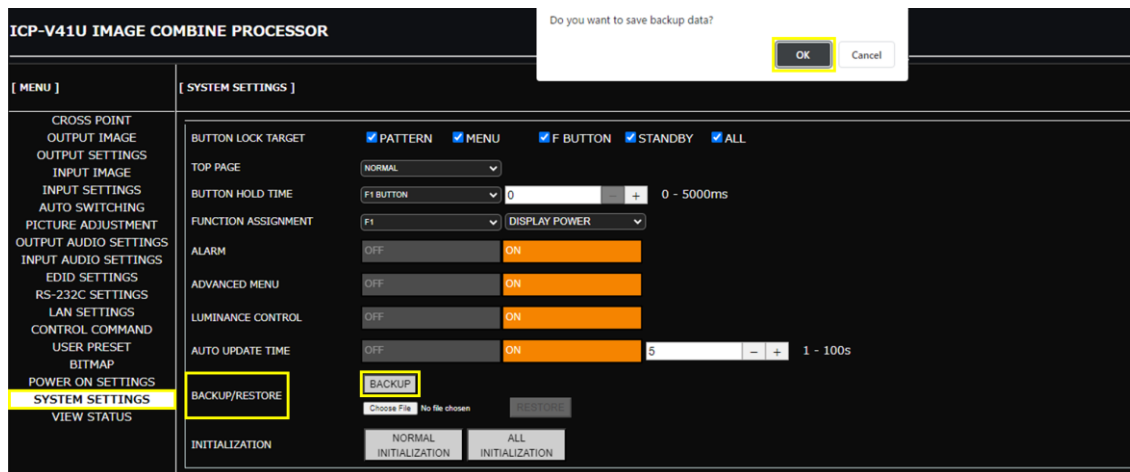 ICP-V41U IMAGE COMBINE PROCESSOR
Do you want to save backup data?
OK Cancel
[ MENU ]
[ SYSTEM SETTINGS ]
CROSS POINT
OUTPUT IMAGE
OUTPUT SETTINGS
INPUT IMAGE
INPUT SETTINGS
AUTO SWITCHING
PICTURE ADJUSTMENT
OUTPUT AUDIO SETTINGS
INPUT AUDIO SETTINGS
EDID SETTINGS
RS-232C SETTINGS
LAN SETTINGS
CONTROL COMMAND
USER PRESET
BITMAP
POWER ON SETTINGS
SYSTEM SETTINGS
VIEW STATUS
BUTTON LOCK TARGET PATTERN MENU F BUTTON STANDBY ALL
TOP PAGE NORMAL
BUTTON HOLD TIME F1 BUTTON 0 - + 0 - 5000ms
FUNCTION ASSIGNMENT F1 DISPLAY POWER
ALARM OFF ON
ADVANCED MENU OFF ON
LUMINANCE CONTROL OFF ON
AUTO UPDATE TIME OFF ON 5 - + 1 - 100s
BACKUP/RESTORE BACKUP
Choose File No file chosen RESTORE
INITIALIZATION NORMAL INITIALIZATION ALL INITIALIZATION